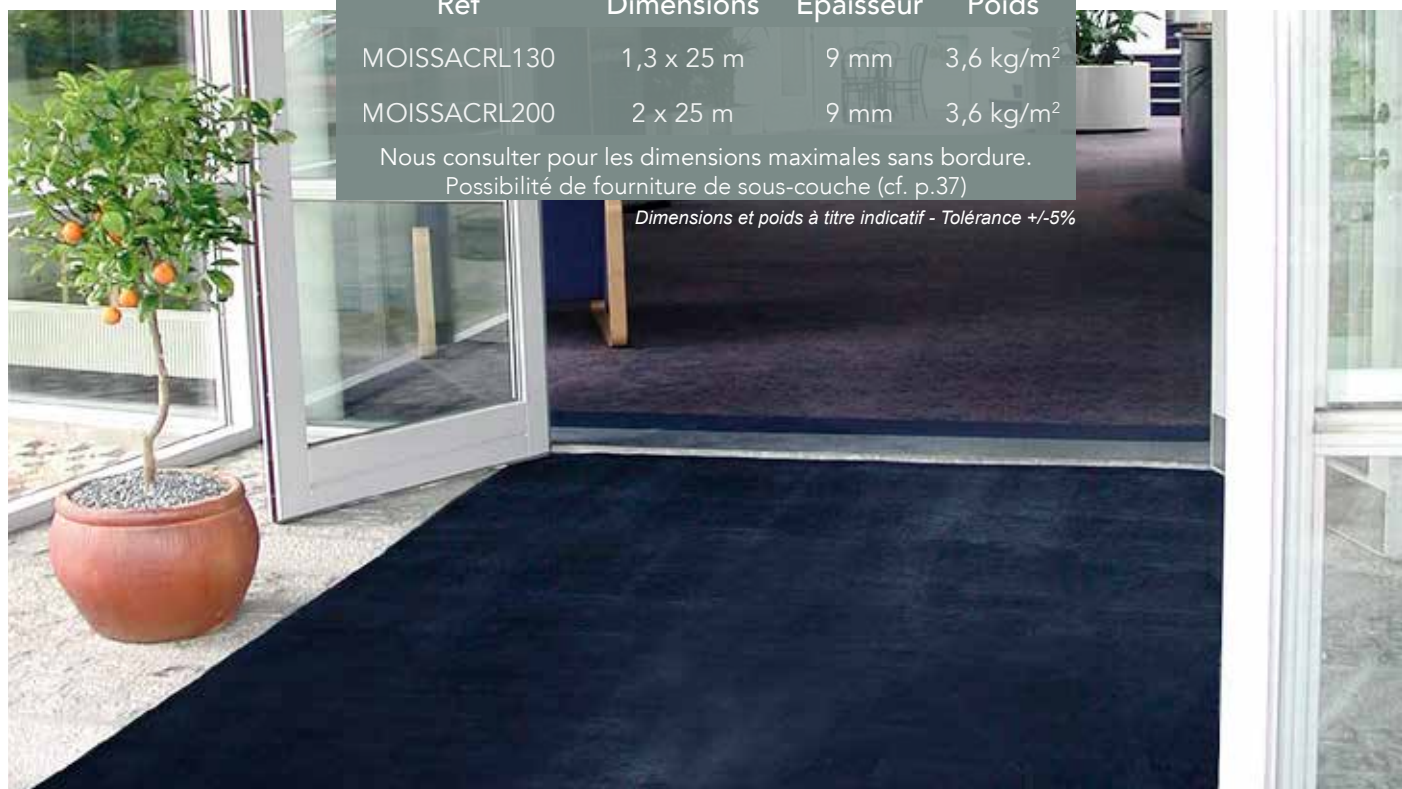 Réf Dimensions Epaisseur Poids
MOISSACRL130 1,3 x 25 m 9 mm 3,6 kg/m²
MOISSACRL200 2 x 25 m 9 mm 3,6 kg/m²
Nous consulter pour les dimensions maximales sans bordure.
Possibilité de fourniture de sous-couche (cf. p.37)
Dimensions et poids à titre indicatif - Tolérance +/-5%